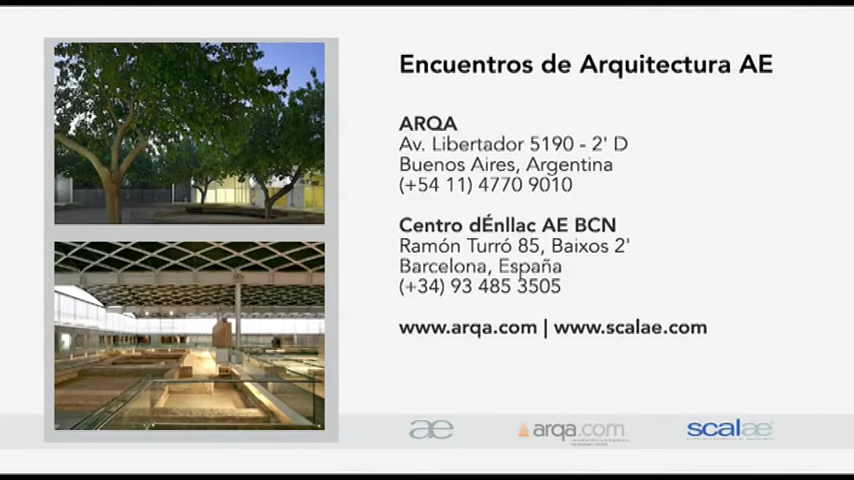 Encuentros de Arquitectura AE
ARQA
Av. Libertador 5190 - 2' D
Buenos Aires, Argentina
(+54 11) 4770 9010
Centro dÉnllac AE BCN
Ramón Turró 85, Baixos 2'
Barcelona, España
(+34) 93 485 3505
www.arqa.com | www.scalae.com
ae
arqa.com
scalae